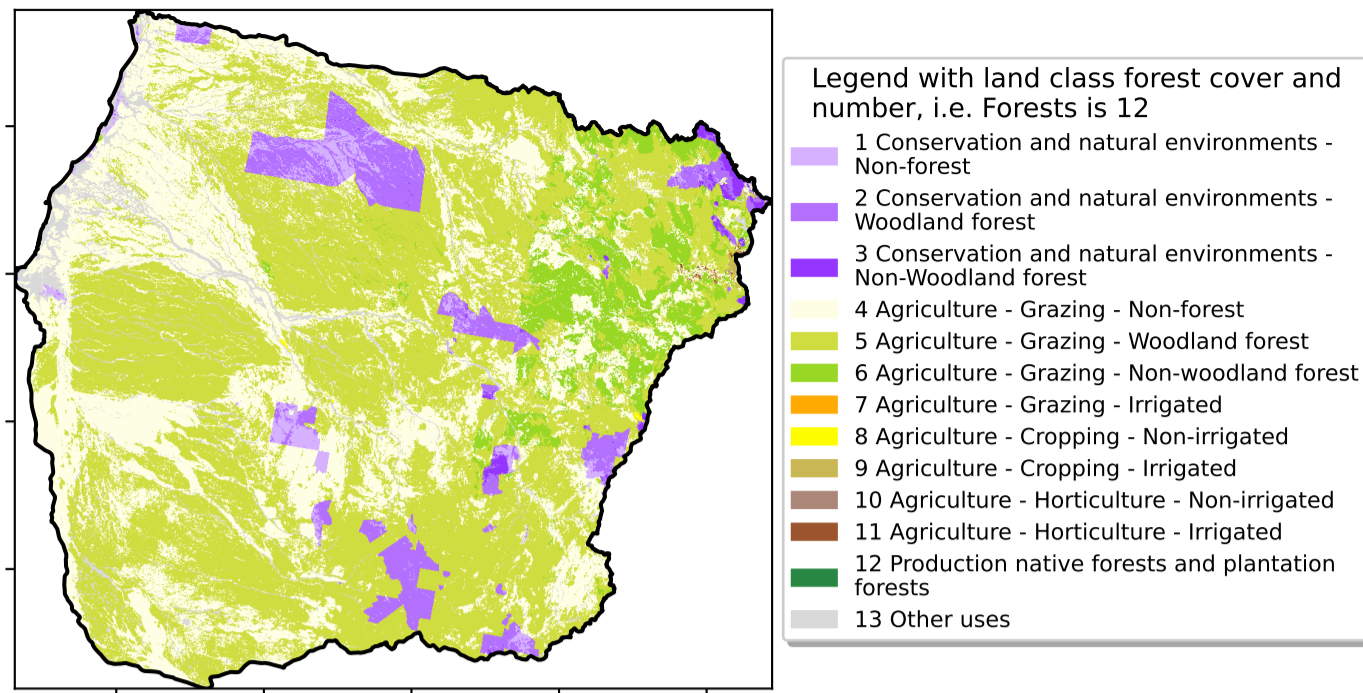 Legend with land class forest cover and
number, i.e. Forests is 12
1 Conservation and natural environments -
Non-forest
2 Conservation and natural environments -
Woodland forest
3 Conservation and natural environments -
Non-Woodland forest
4 Agriculture - Grazing - Non-forest
5 Agriculture - Grazing - Woodland forest
6 Agriculture - Grazing - Non-woodland forest
7 Agriculture - Grazing - Irrigated
8 Agriculture - Cropping - Non-irrigated
9 Agriculture - Cropping - Irrigated
10 Agriculture - Horticulture - Non-irrigated
11 Agriculture - Horticulture - Irrigated
12 Production native forests and plantation
forests
13 Other uses